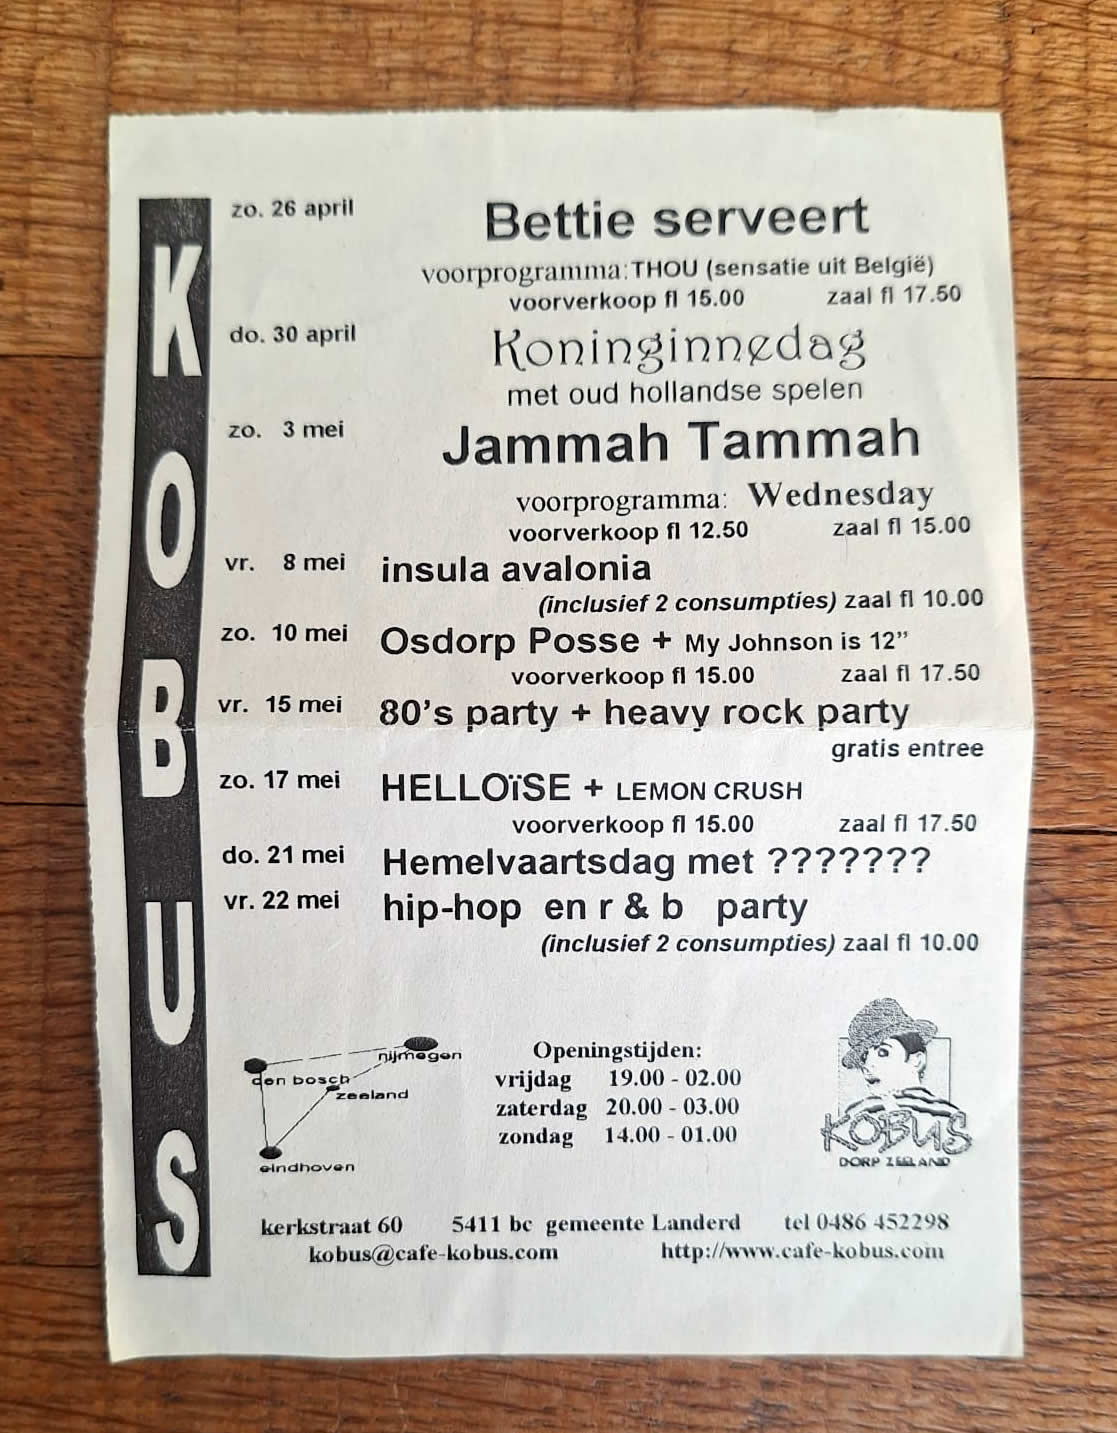 KOBUS
zo. 26 april Bettie serveert
voorprogramma: THOU (sensatie uit België)
voorverkoop fl 15.00 zaal fl 17.50
do. 30 april Koninginnedag
met oud hollandse spelen
zo. 3 mei Jammah Tammah
voorprogramma: Wednesday
voorverkoop fl 12.50 zaal fl 15.00
vr. 8 mei insula avalonia
(inclusief 2 consumpties) zaal fl 10.00
zo. 10 mei Osdorp Posse + My Johnson is 12”
voorverkoop fl 15.00 zaal fl 17.50
vr. 15 mei 80’s party + heavy rock party
gratis entree
zo. 17 mei HELLOïSE + LEMON CRUSH
voorverkoop fl 15.00 zaal fl 17.50
do. 21 mei Hemelvaartsdag met ???????
vr. 22 mei hip-hop en r & b party
(inclusief 2 consumpties) zaal fl 10.00
nijmegen
den bosch
zeeland
eindhoven
Openingstijden:
vrijdag 19.00 - 02.00
zaterdag 20.00 - 03.00
zondag 14.00 - 01.00
KOBUS
DORP ZEELAND
kerkstraat 60 5411 bc gemeente Landerd tel 0486 452298
kobus@cafe-kobus.com http://www.cafe-kobus.com